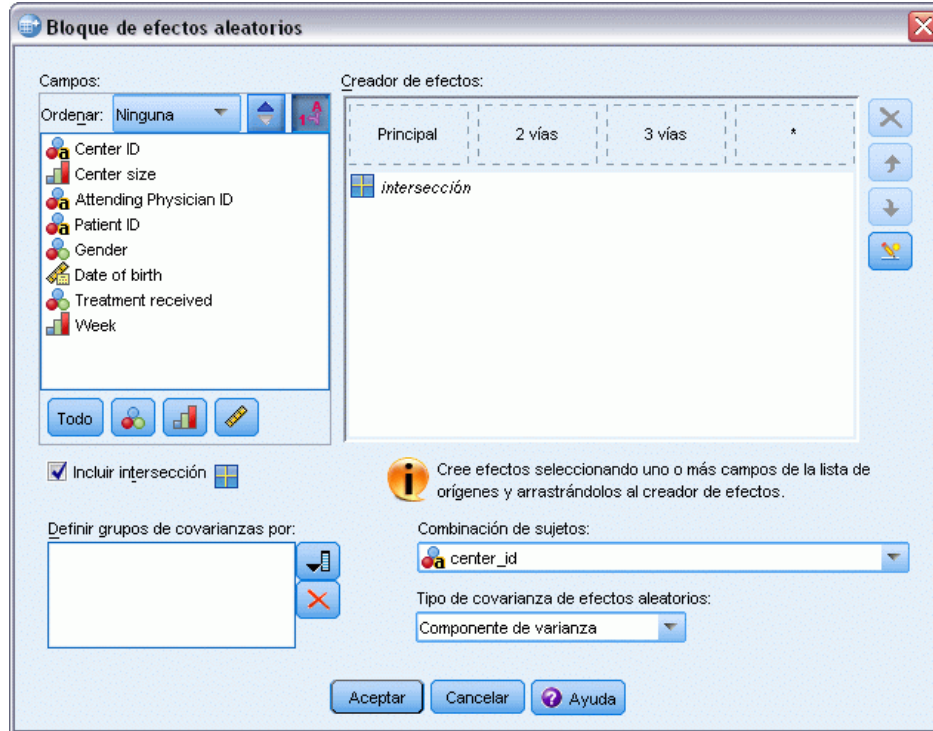 Bloque de efectos aleatorios
Campos:
Ordenar: Ninguna
Center ID
Center size
Attending Physician ID
Patient ID
Gender
Date of birth
Treatment received
Week
Todo
Incluir intersección
Creador de efectos:
Principal
2 vías
3 vías
*
intersección
Cree efectos seleccionando uno o más campos de la lista de
orígenes y arrastrándolos al creador de efectos.
Definir grupos de covarianzas por:
Combinación de sujetos:
center_id
Tipo de covarianza de efectos aleatorios:
Componente de varianza
Aceptar
Cancelar
Ayuda